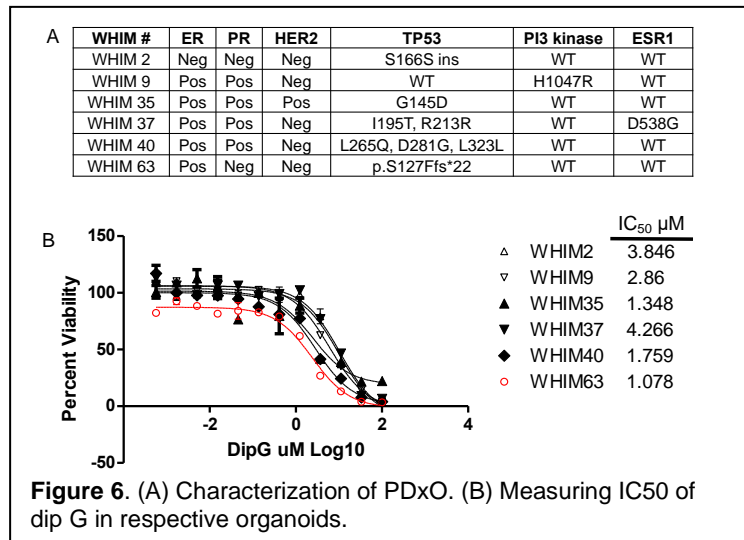 A
WHIM # ER PR HER2 TP53 PI3 kinase ESR1
WHIM 2 Neg Neg Neg S166S ins WT WT
WHIM 9 Pos Pos Neg WT H1047R WT
WHIM 35 Pos Pos Pos G145D WT WT
WHIM 37 Pos Pos Neg I195T, R213R WT D538G
WHIM 40 Pos Pos Neg L265Q, D281G, L323L WT WT
WHIM 63 Pos Neg Neg p.S127Ffs*22 WT WT
B
Percent Viability
150
100
50
0
-50
-2 0 2 4
DipG uM Log10
IC50 µM
WHIM2 3.846
WHIM9 2.86
WHIM35 1.348
WHIM37 4.266
WHIM40 1.759
WHIM63 1.078
Figure 6. (A) Characterization of PDxO. (B) Measuring IC50 of
dip G in respective organoids.